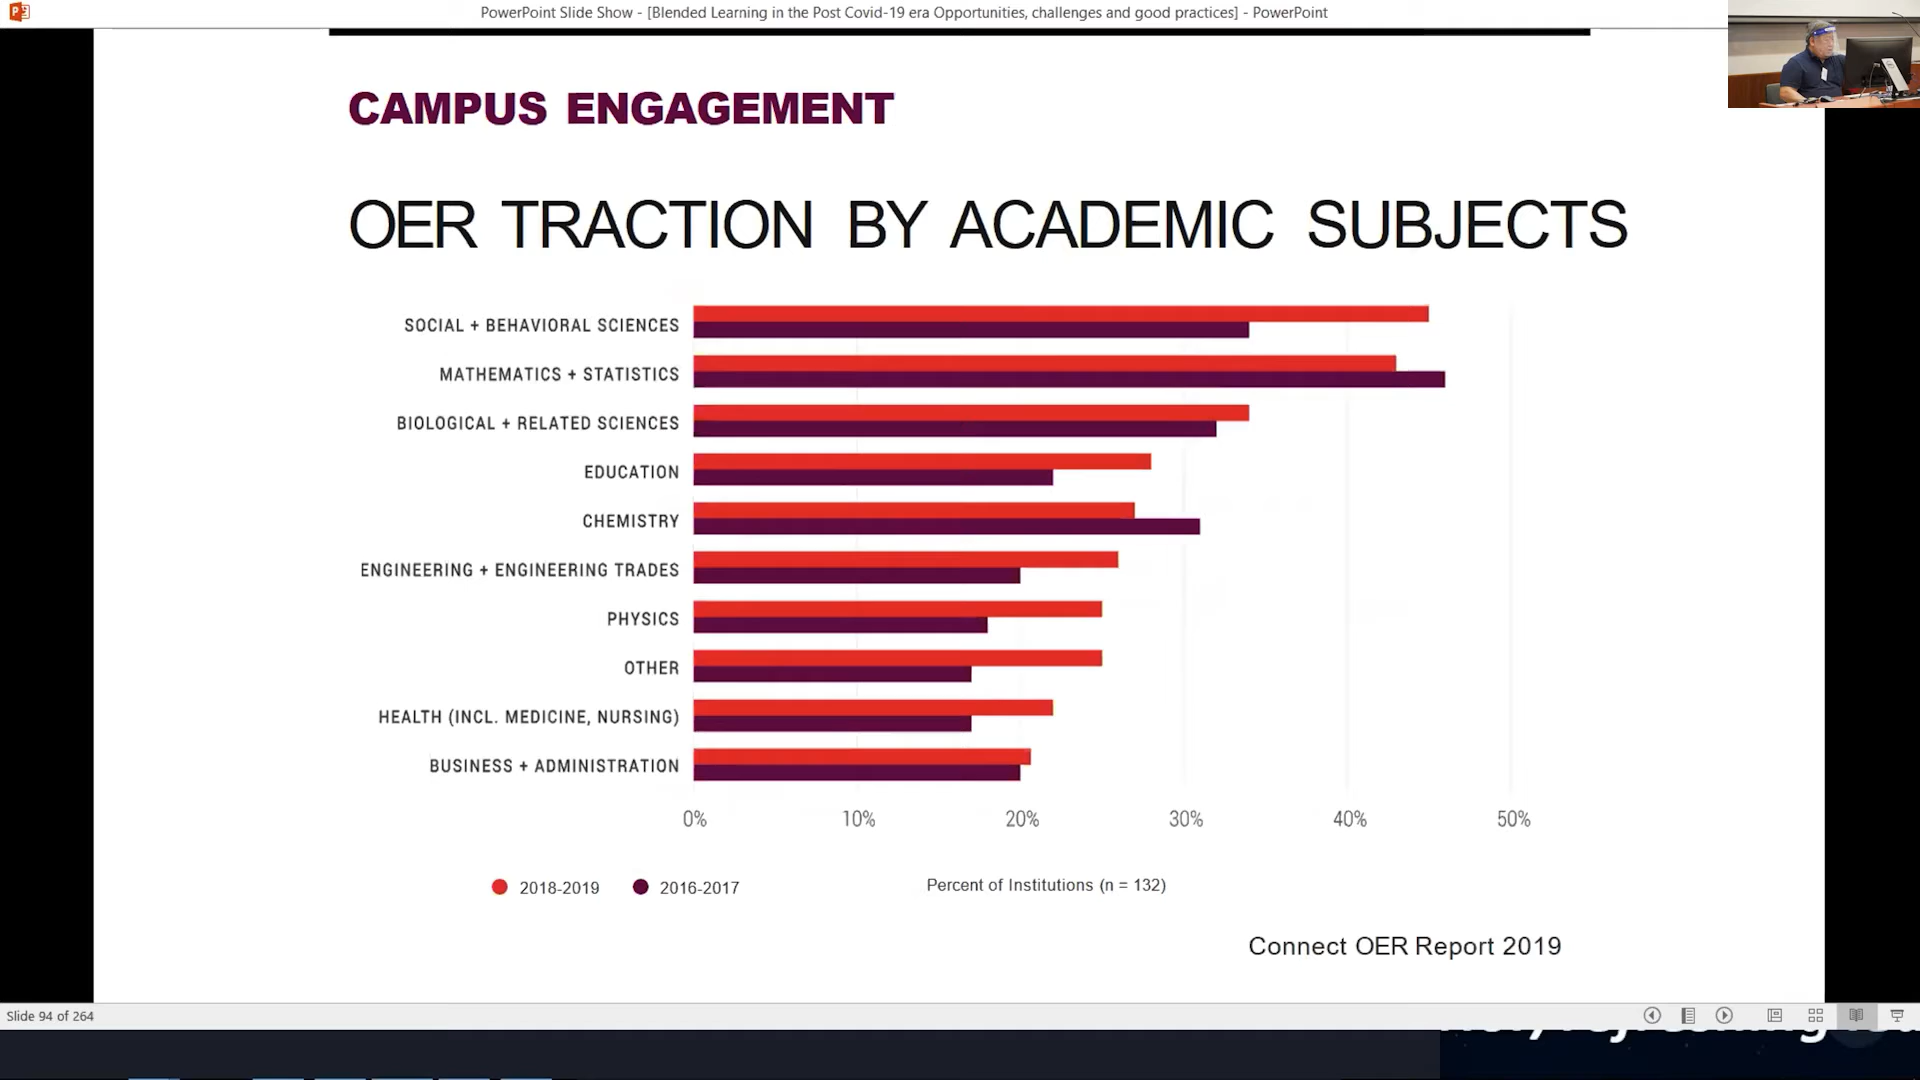 PowerPoint Slide Show - [Blended Learning in the Post Covid-19 era Opportunities, challenges and good practices] - PowerPoint
CAMPUS ENGAGEMENT
OER TRACTION BY ACADEMIC SUBJECTS
SOCIAL + BEHAVIORAL SCIENCES
MATHEMATICS + STATISTICS
BIOLOGICAL + RELATED SCIENCES
EDUCATION
CHEMISTRY
ENGINEERING + ENGINEERING TRADES
PHYSICS
OTHER
HEALTH (INCL. MEDICINE, NURSING)
BUSINESS + ADMINISTRATION
0% 10% 20% 30% 40% 50%
2018-2019 2016-2017 Percent of Institutions (n = 132)
Connect OER Report 2019
Slide 94 of 264